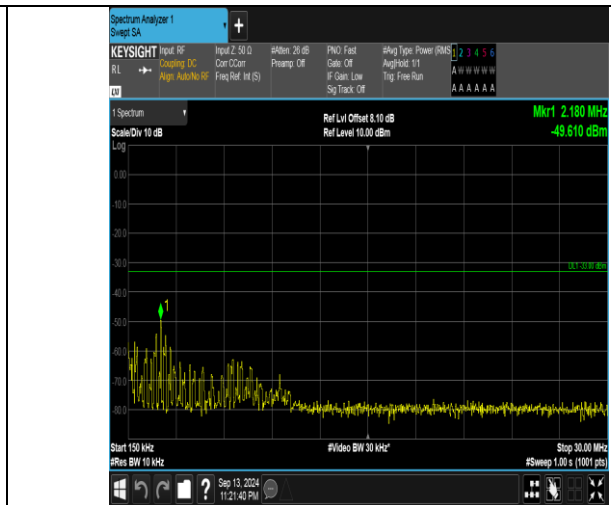 Spectrum Analyzer 1
Swept SA
+
KEYSIGHT Input: RF Input Z: 50 Ω #Atten: 26 dB PNO: Fast #Avg Type: Power (RMS 1 2 3 4 5 6
RL Coupling: DC Corr CCorr Preamp: Off Gate: Off Avg|Hold: 1/1 A W W W W W
Align: Auto/No RF Freq Ref: Int (S) IF Gain: Low Trig: Free Run
LXI Sig Track: Off A A A A A A
1 Spectrum Ref Lvl Offset 8.10 dB Mkr1 2.180 MHz
Scale/Div 10 dB Ref Level 10.00 dBm -49.610 dBm
Log
0.00
-10.0
-20.0
-30.0 DL1 -33.00 dBm
-40.0
1
-50.0
-60.0
-70.0
-80.0
Start 150 kHz #Video BW 30 kHz* Stop 30.00 MHz
#Res BW 10 kHz #Sweep 1.00 s (1001 pts)
? Sep 13, 2024
11:21:40 PM